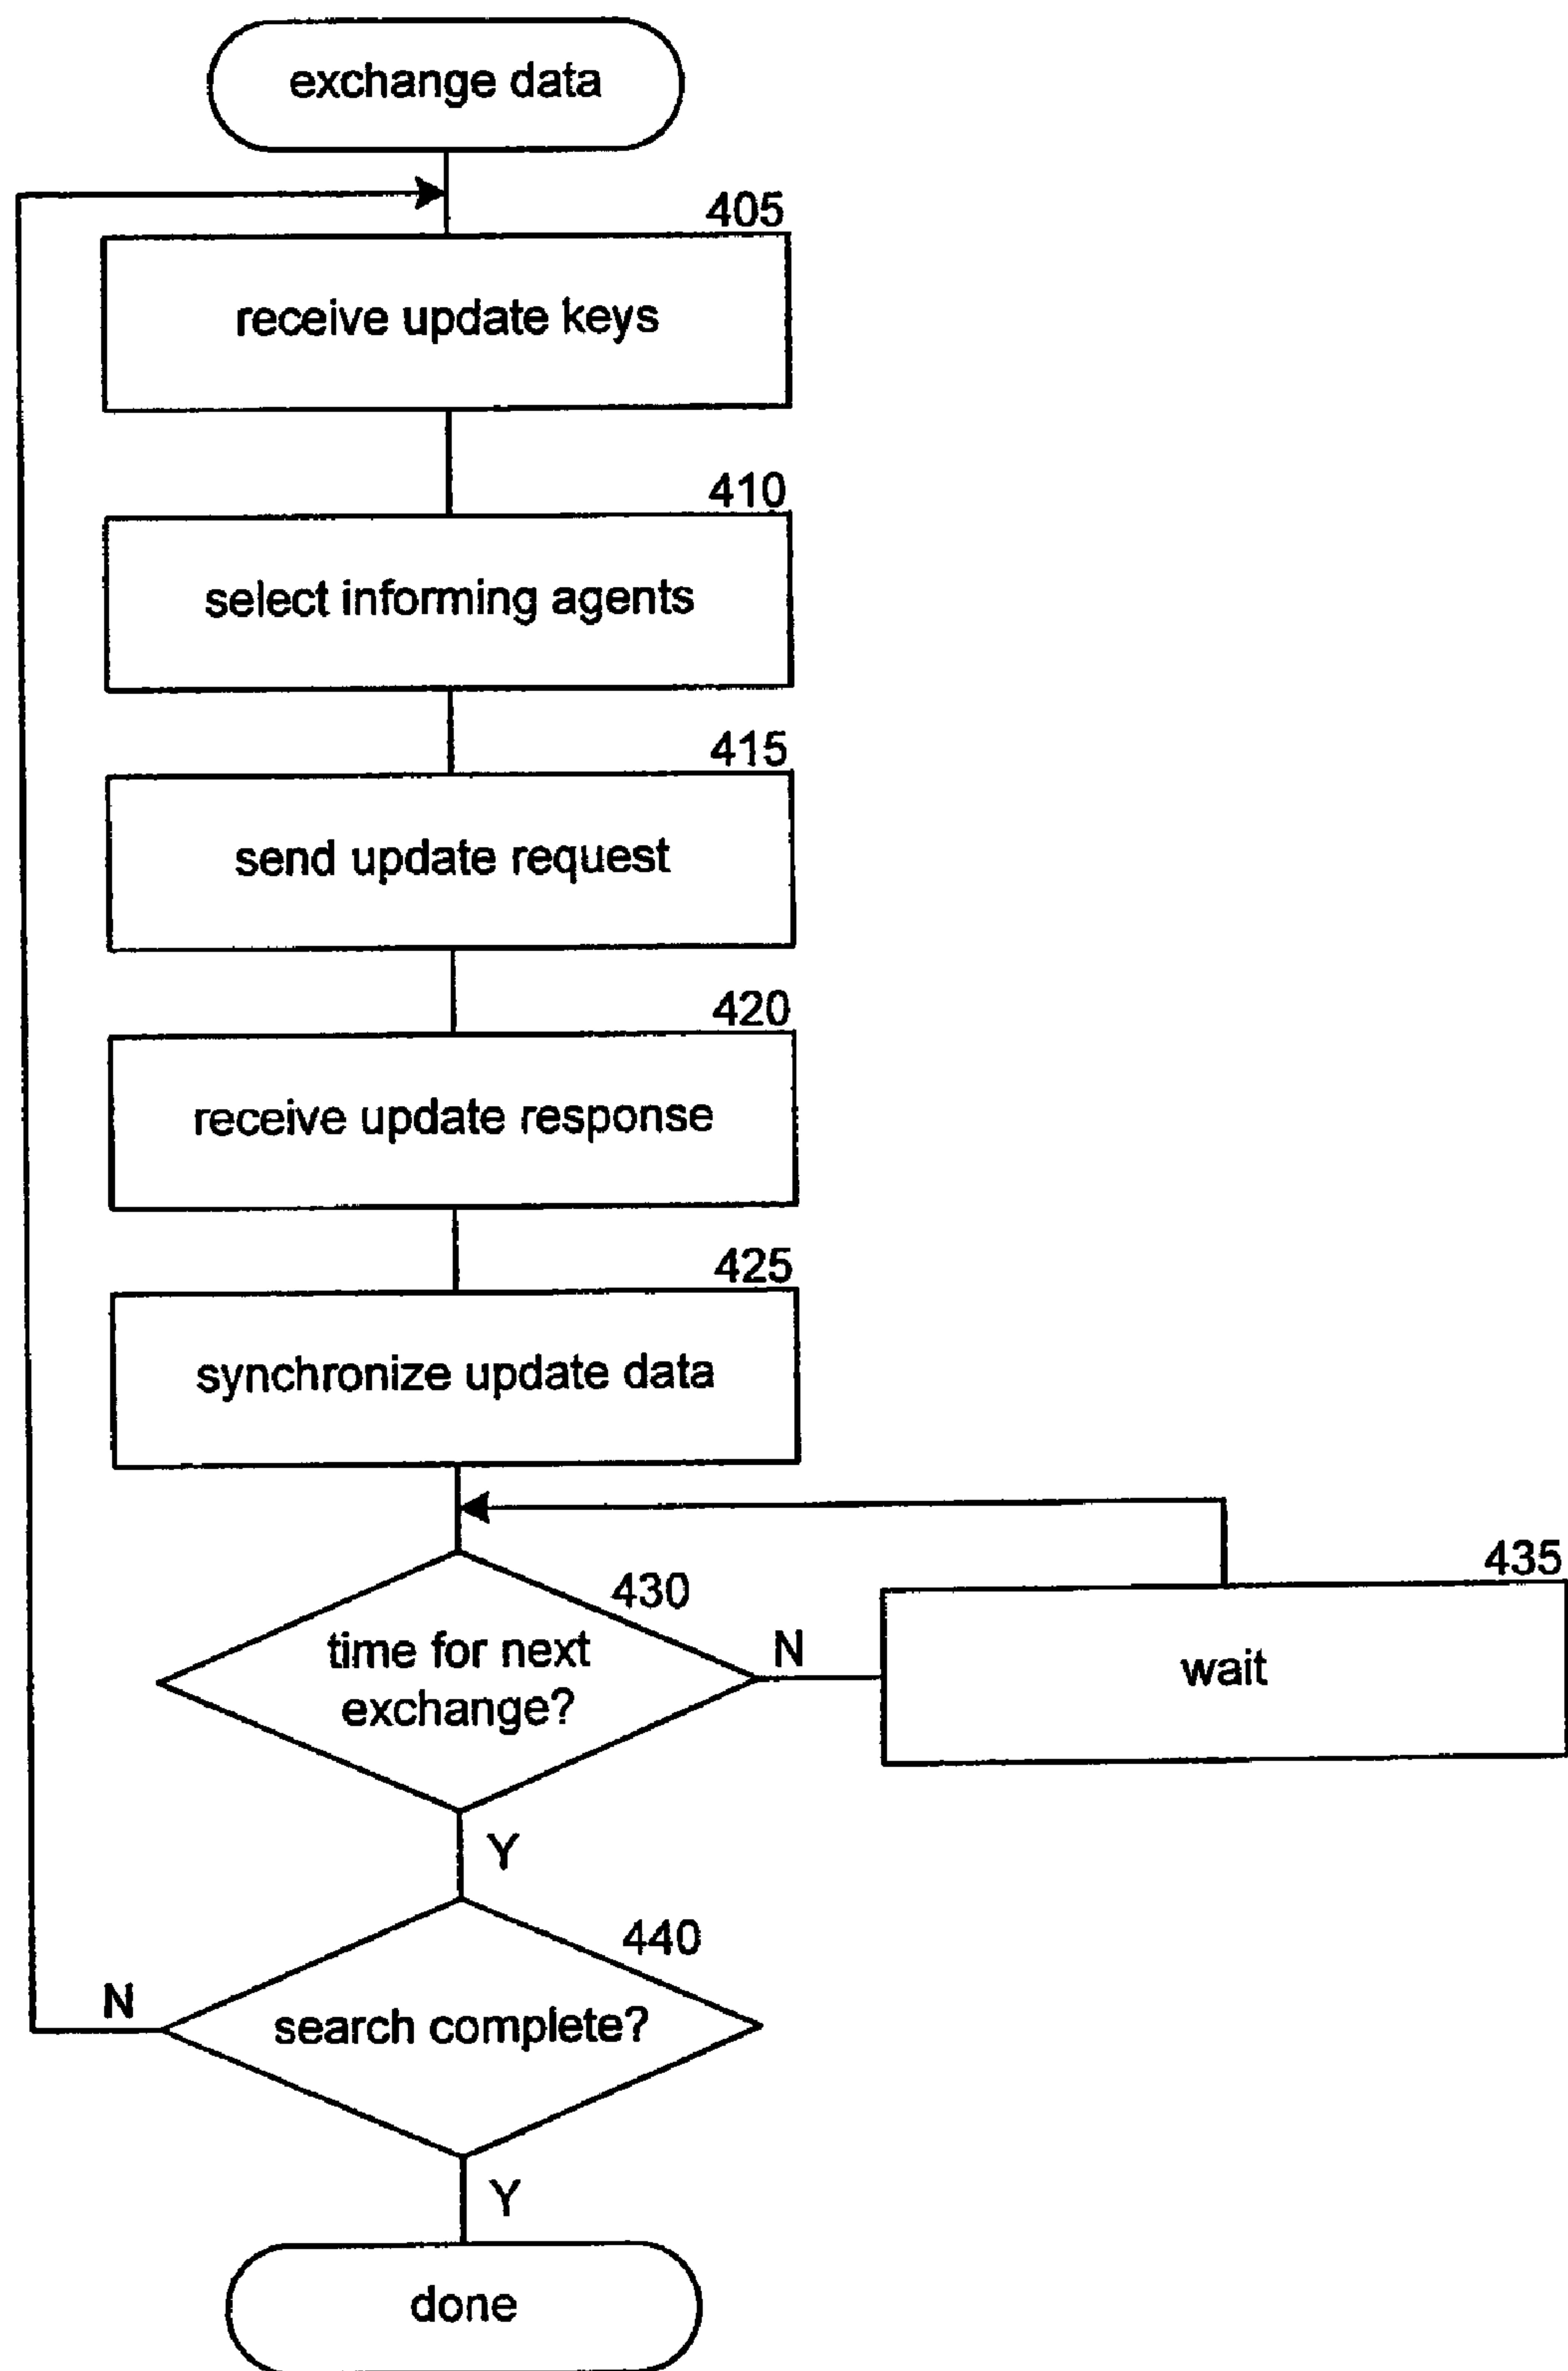 exchange data
405
receive update keys
410
select informing agents
415
send update request
420
receive update response
425
synchronize update data
430
time for next
exchange?
N
435
wait
Y
440
N
search complete?
Y
done